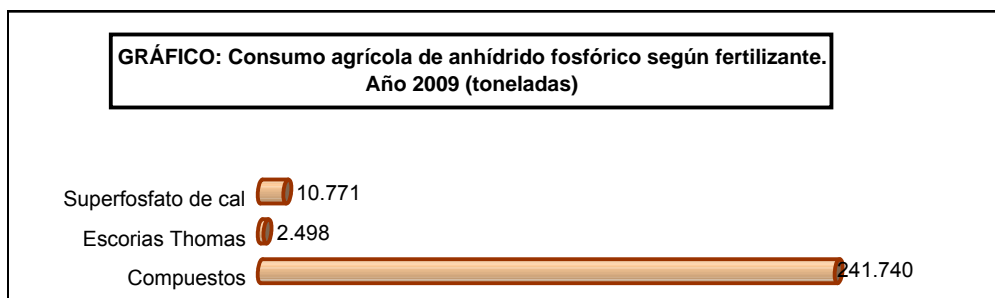 GRÁFICO: Consumo agrícola de anhídrido fosfórico según fertilizante.
Año 2009 (toneladas)
Superfosfato de cal 10.771
Escorias Thomas 2.498
Compuestos 241.740